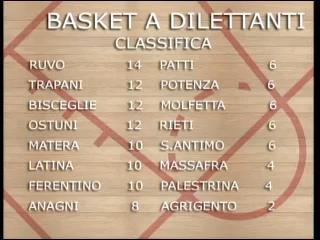 BASKET A DILETTANTI
CLASSIFICA
RUVO 14 PATTI 6
TRAPANI 12 POTENZA 6
BISCEGLIE 12 MOLFETTA 6
OSTUNI 12 RIETI 6
MATERA 10 S.ANTIMO 6
LATINA 10 MASSAFRA 4
FERENTINO 10 PALESTRINA 4
ANAGNI 8 AGRIGENTO 2